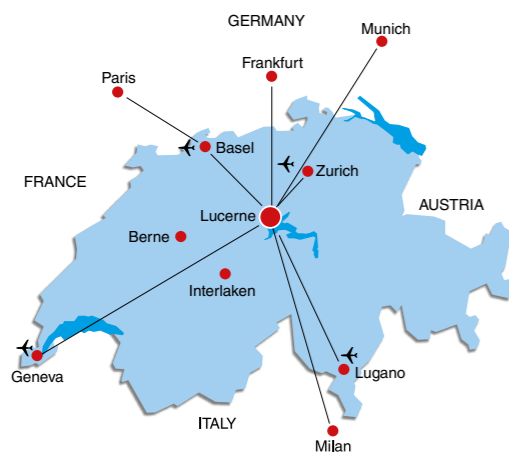 GERMANY
Munich
Frankfurt
Paris
Basel
Zurich
FRANCE
AUSTRIA
Lucerne
Berne
Interlaken
Geneva
Lugano
ITALY
Milan